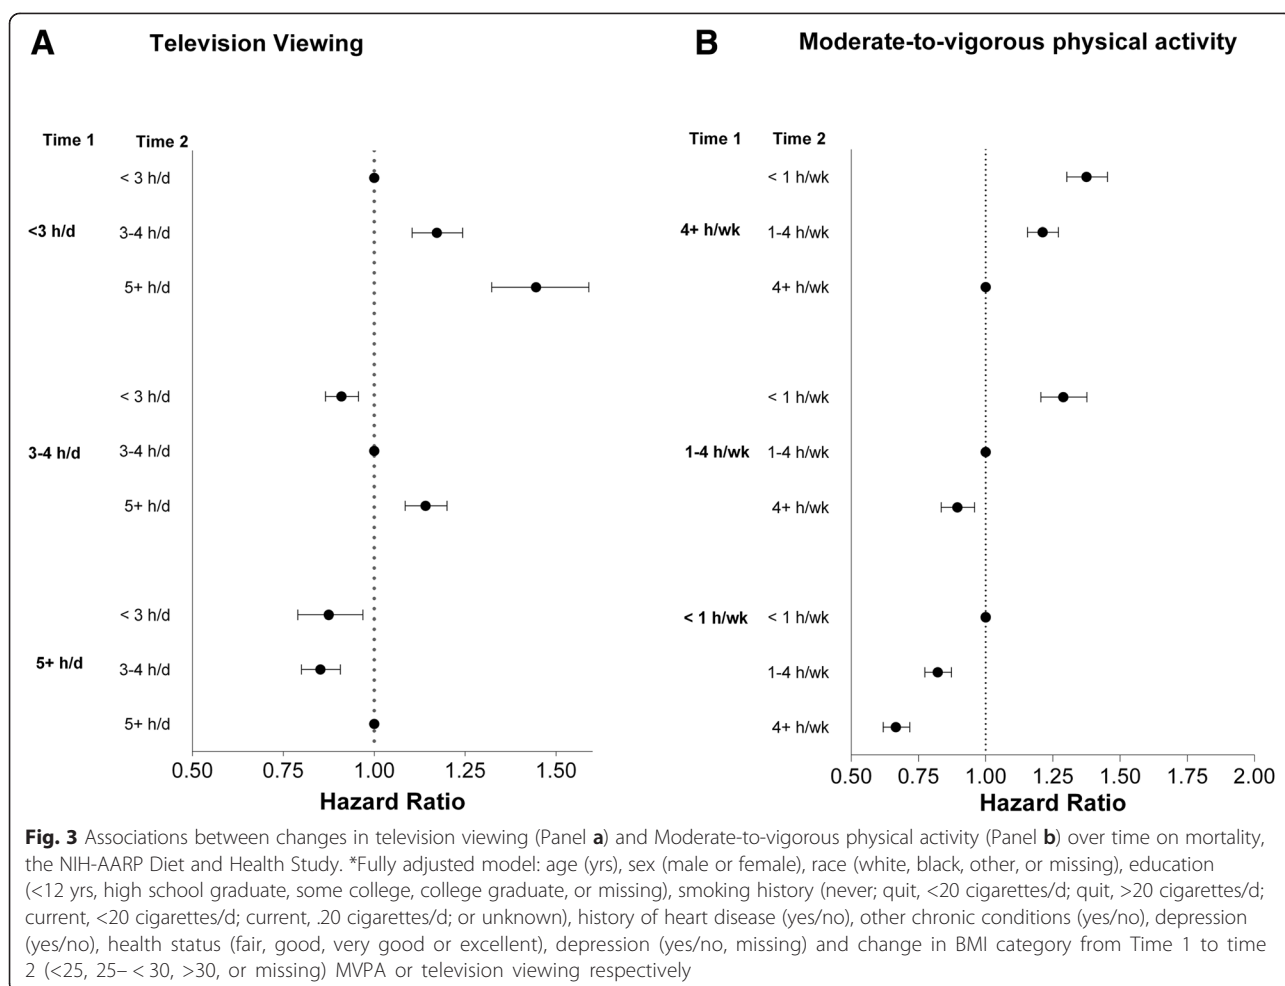 A Television Viewing
Time 1 Time 2
< 3 h/d
<3 h/d 3-4 h/d
5+ h/d
< 3 h/d
3-4 h/d 3-4 h/d
5+ h/d
< 3 h/d
5+ h/d 3-4 h/d
5+ h/d
0.50 0.75 1.00 1.25 1.50
Hazard Ratio
B Moderate-to-vigorous physical activity
Time 1 Time 2
< 1 h/wk
4+ h/wk 1-4 h/wk
4+ h/wk
< 1 h/wk
1-4 h/wk 1-4 h/wk
4+ h/wk
< 1 h/wk < 1 h/wk
1-4 h/wk
4+ h/wk
0.50 0.75 1.00 1.25 1.50 1.75 2.00
Hazard Ratio
Fig. 3 Associations between changes in television viewing (Panel a) and Moderate-to-vigorous physical activity (Panel b) over time on mortality,
the NIH-AARP Diet and Health Study. *Fully adjusted model: age (yrs), sex (male or female), race (white, black, other, or missing), education
(<12 yrs, high school graduate, some college, college graduate, or missing), smoking history (never; quit, <20 cigarettes/d; quit, >20 cigarettes/d;
current, <20 cigarettes/d; current, .20 cigarettes/d; or unknown), history of heart disease (yes/no), other chronic conditions (yes/no), depression
(yes/no), health status (fair, good, very good or excellent), depression (yes/no, missing) and change in BMI category from Time 1 to time
2 (<25, 25– < 30, >30, or missing) MVPA or television viewing respectively